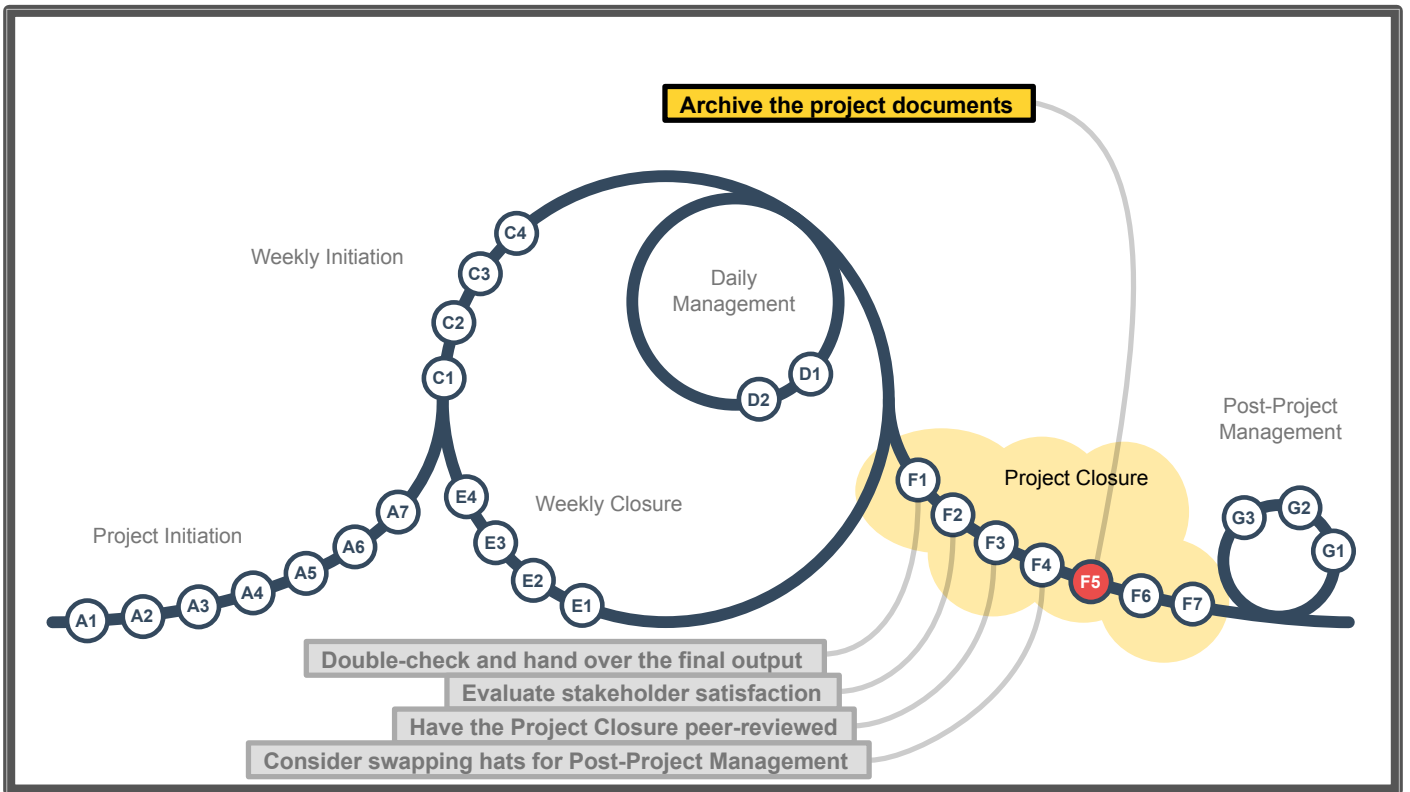 Archive the project documents
Weekly Initiation
C4
C3
C2
C1
Daily
Management
D1
D2
Post-Project
Management
Project Initiation
A1
A2
A3
A4
A5
A6
A7
Weekly Closure
E4
E3
E2
E1
Project Closure
F1
F2
F3
F4
F5
F6
F7
G3
G2
G1
Double-check and hand over the final output
Evaluate stakeholder satisfaction
Have the Project Closure peer-reviewed
Consider swapping hats for Post-Project Management